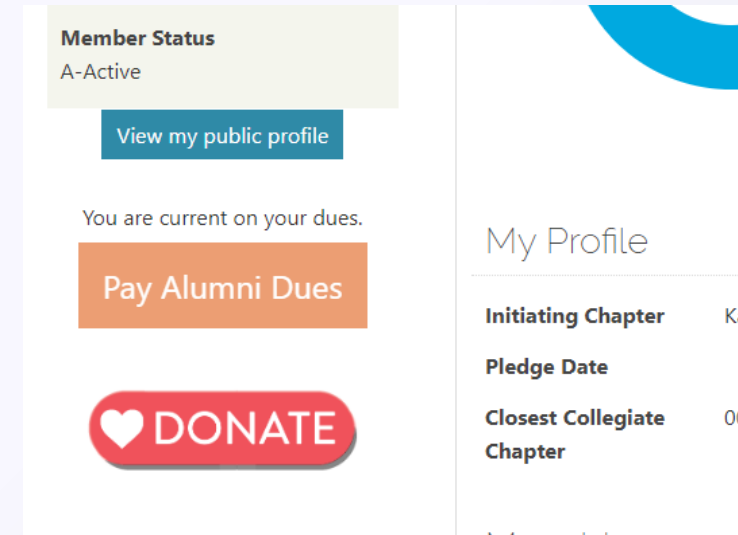 Member Status
A-Active
View my public profile
You are current on your dues.
Pay Alumni Dues
DONATE
My Profile
Initiating Chapter
Pledge Date
Closest Collegiate
Chapter